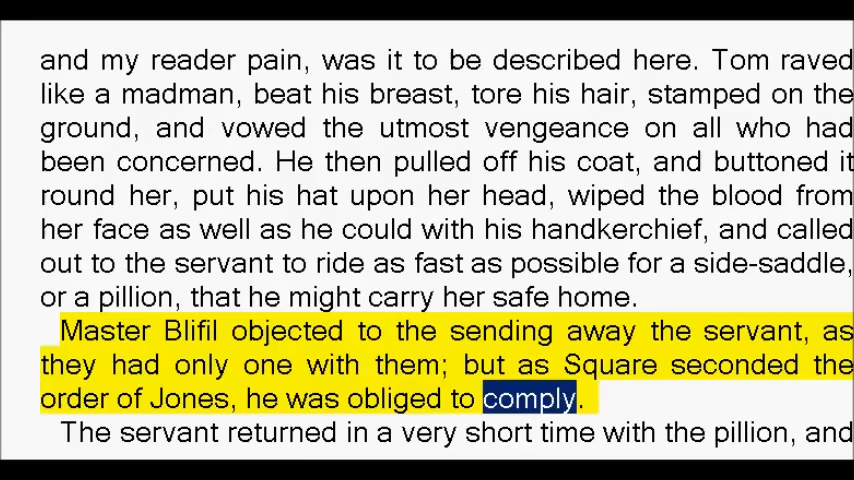 and my reader pain, was it to be described here. Tom raved
like a madman, beat his breast, tore his hair, stamped on the
ground, and vowed the utmost vengeance on all who had
been concerned. He then pulled off his coat, and buttoned it
round her, put his hat upon her head, wiped the blood from
her face as well as he could with his handkerchief, and called
out to the servant to ride as fast as possible for a side-saddle,
or a pillion, that he might carry her safe home.
Master Blifil objected to the sending away the servant, as
they had only one with them; but as Square seconded the
order of Jones, he was obliged to comply.
The servant returned in a very short time with the pillion, and